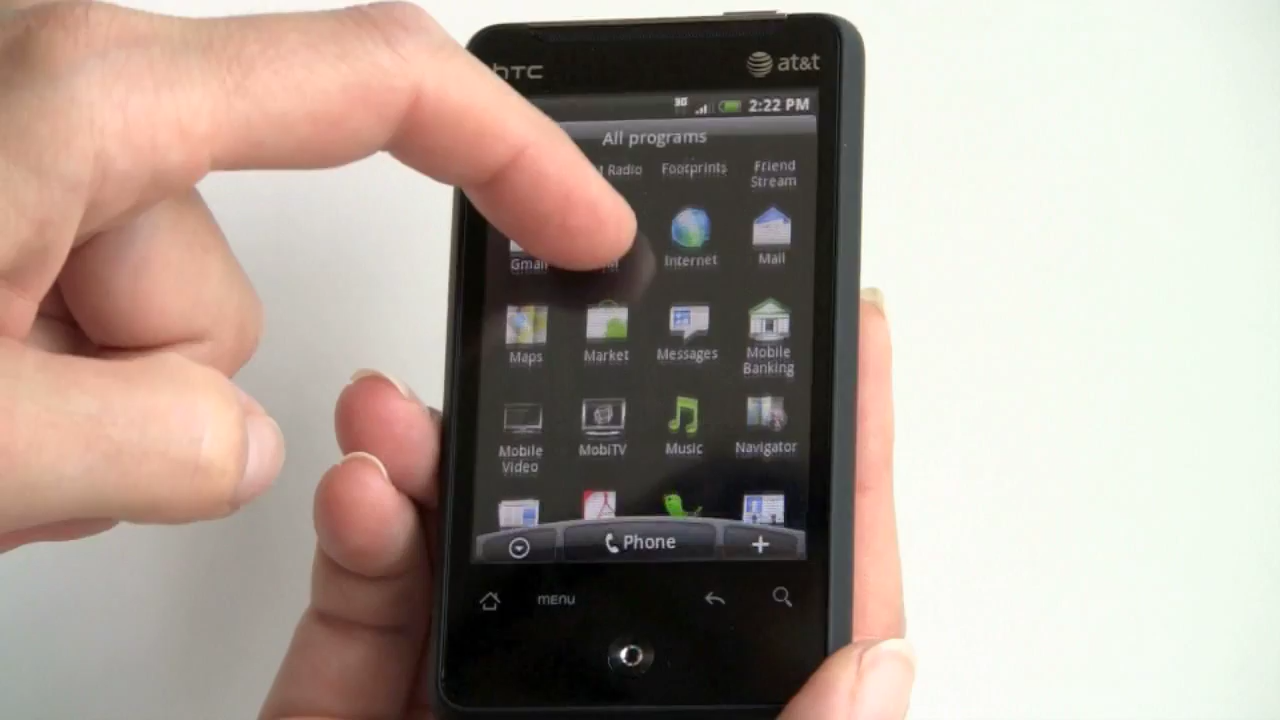 hTC
at&t
3G
2:22 PM
All programs
Radio
Footprints
Friend
Stream
Gmail
Internet
Mail
Maps
Market
Messages
Mobile
Banking
Mobile
Video
MobiTV
Music
Navigator
Phone
MENU